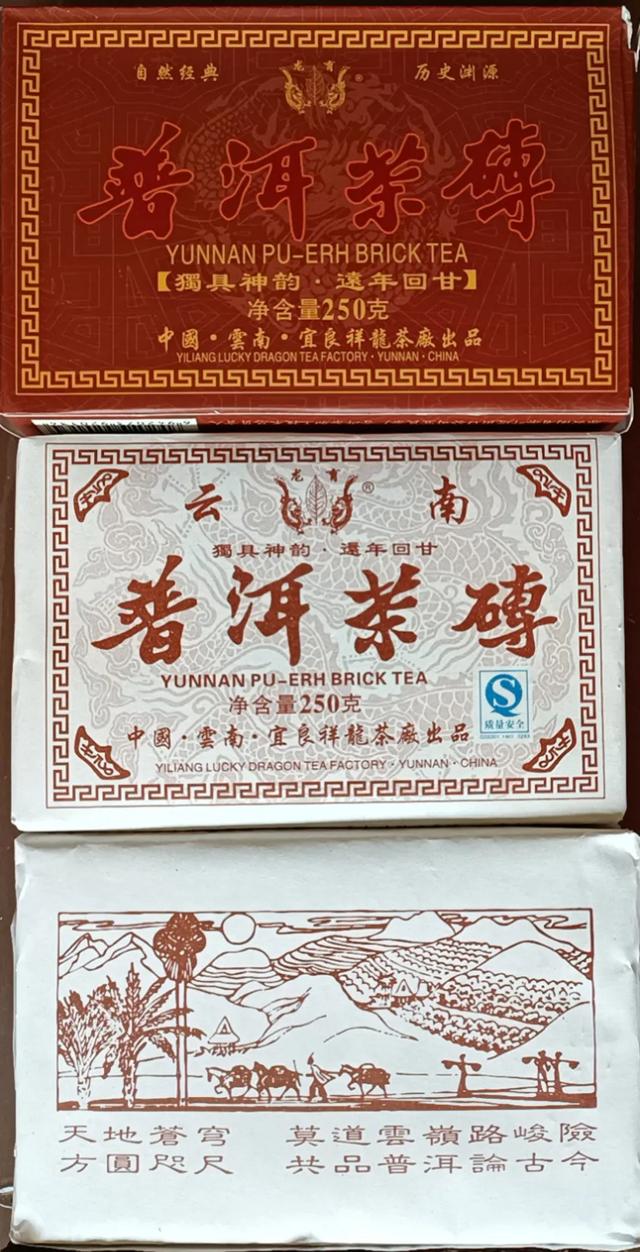 自然经典
龙 育
历史渊源
普洱茶磚
YUNNAN PU-ERH BRICK TEA
【獨具神韵·遠年回甘】
净含量250克
中國·雲南·宜良祥龍茶廠出品
YILIANG LUCKY DRAGON TEA FACTORY·YUNNAN·CHINA
云 南
龙 育
®
獨具神韵·遠年回甘
普洱茶磚
YUNNAN PU-ERH BRICK TEA
净含量250克
质量安全
中國·雲南·宜良祥龍茶廠出品
YILIANG LUCKY DRAGON TEA FACTORY·YUNNAN·CHINA
天地蒼穹 莫道雲嶺路峻險
方圓咫尺 共品普洱論古今